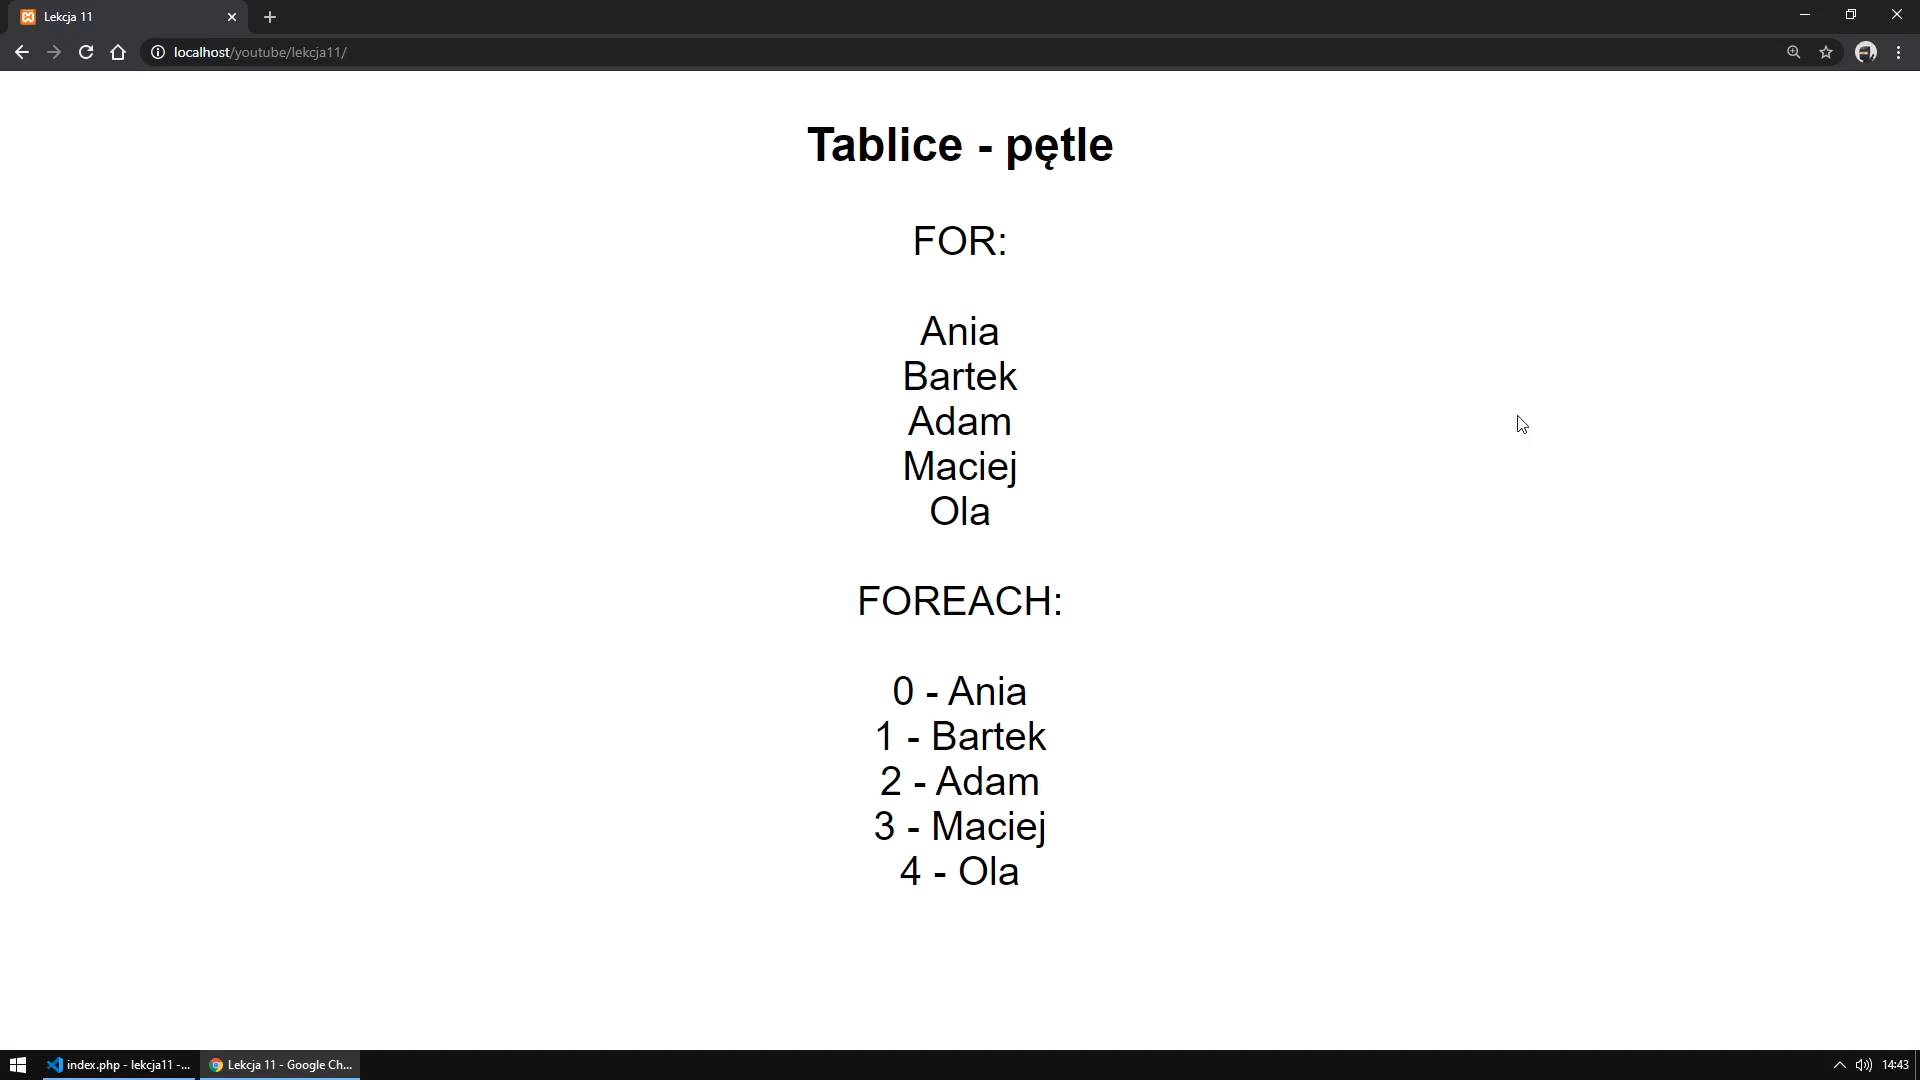 Lekcja 11
localhost/youtube/lekcja11/
Tablice - pętle
FOR:
Ania
Bartek
Adam
Maciej
Ola
FOREACH:
0 - Ania
1 - Bartek
2 - Adam
3 - Maciej
4 - Ola
index.php - lekcja11 -...
Lekcja 11 - Google Ch...
14:43